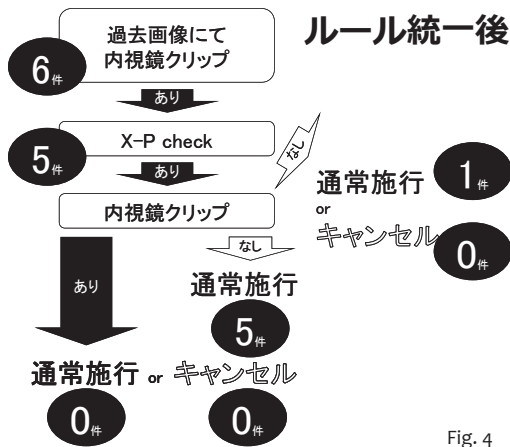 ルール統一後
過去画像にて
内視鏡クリップ
6件
あり
X-P check
5件
なし
あり
内視鏡クリップ
通常施行
1件
or
キャンセル
0件
あり
なし
通常施行
5件
通常施行 or キャンセル
0件
0件
Fig. 4